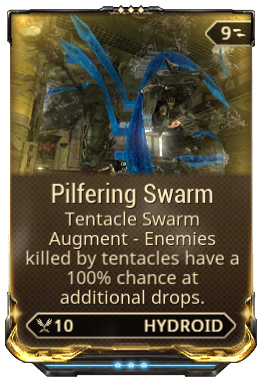 9
Pilfering Swarm
Tentacle Swarm
Augment - Enemies
killed by tentacles have a
100% chance at
additional drops.
10 HYDROID